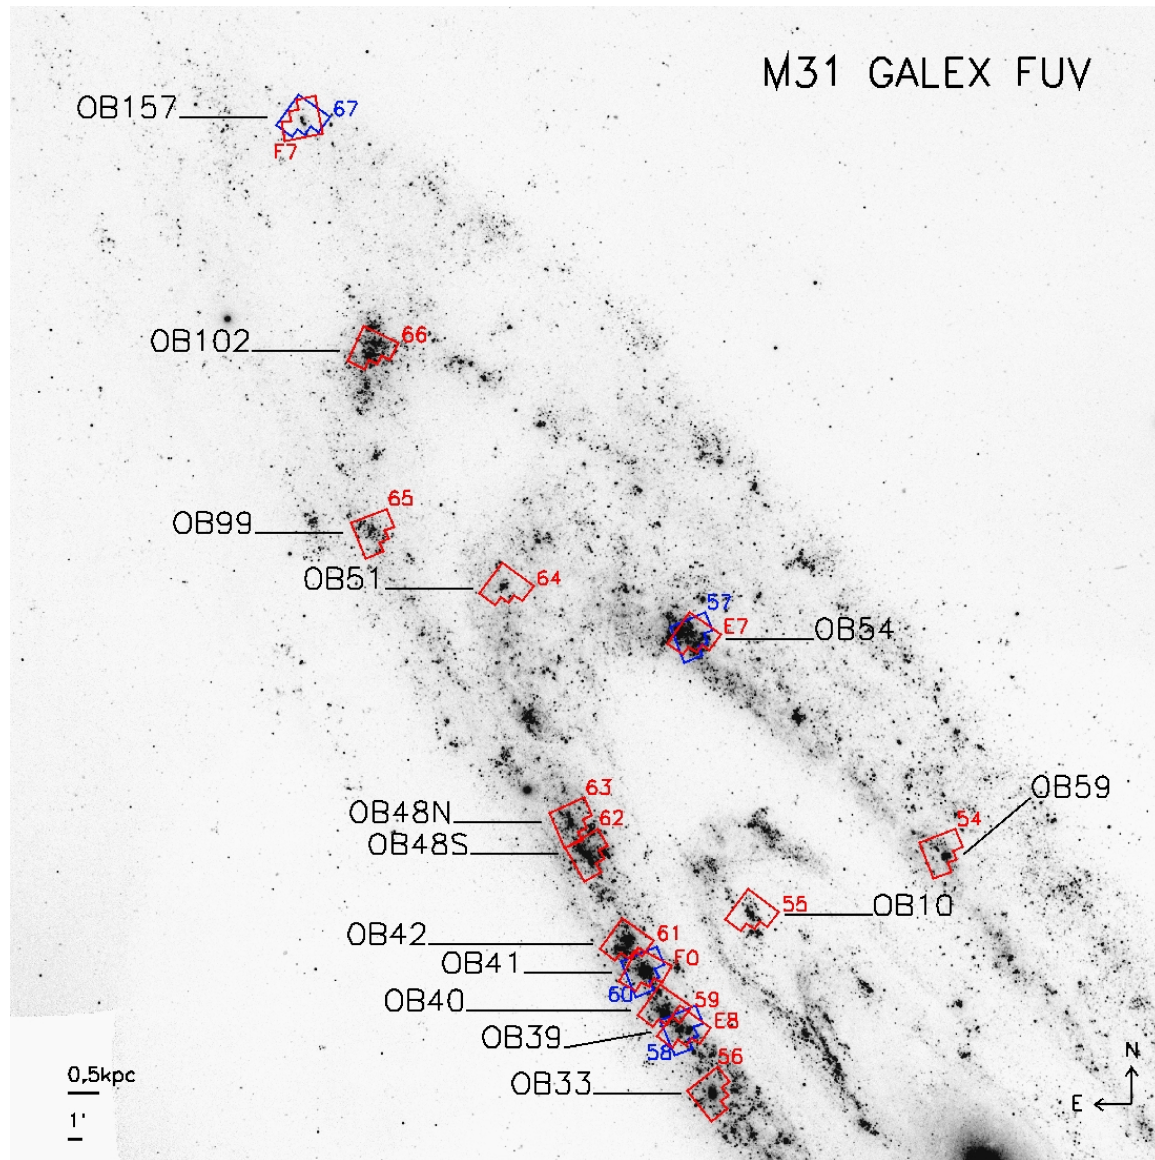 M31 GALEX FUV
OB157
67
F7
OB102
66
OB99
65
OB51
64
57
E7
OB54
OB48N
63
62
OB48S
OB59
54
OB10
55
OB42
61
OB41
F0
60
OB40
59
E8
OB39
58
56
OB33
0.5kpc
1'
N
E